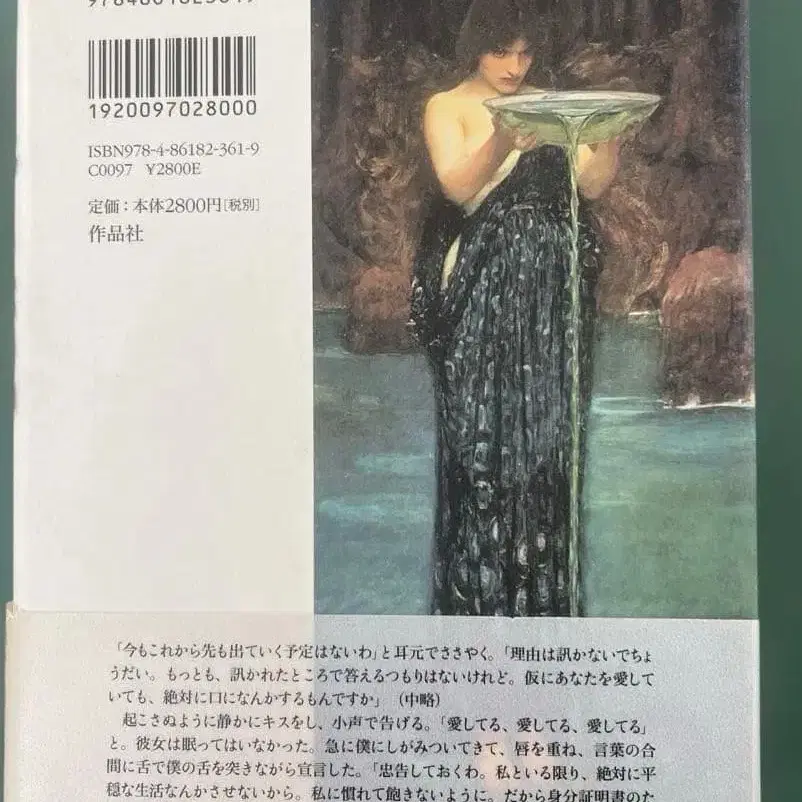 1920097028000
ISBN978-4-86182-361-9
C0097 ¥2800E
定価：本体2800円[税別]
作品社
「今もこれから先も出ていく予定はないわ」と耳元でささやく。「理由は訊かないでちょ
うだい。もっとも、訊かれたところで答えるつもりはないけれど。仮にあなたを愛して
いても、絶対に口になんかするもんですか」（中略）
起こさぬように静かにキスをし、小声で告げる。「愛してる、愛してる、愛してる」
と。彼女は眠ってはいなかった。急に僕にしがみついてきて、唇を重ね、言葉の合
間に舌で僕の舌を突きながら宣言した。「忠告しておくわ。私といる限り、絶対に平
穏な生活なんかさせないから。私に慣れて飽きないように。だから身分証明書のた